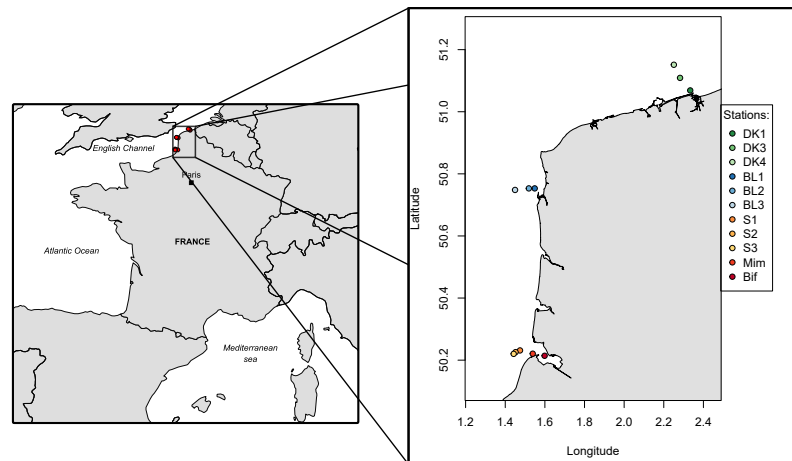 English Channel
Paris
FRANCE
Atlantic Ocean
Mediterranean
sea
51.2
51.0
50.8
50.6
50.4
50.2
Latitude
1.2 1.4 1.6 1.8 2.0 2.2 2.4
Longitude
Stations:
DK1
DK3
DK4
BL1
BL2
BL3
S1
S2
S3
Mim
Bif